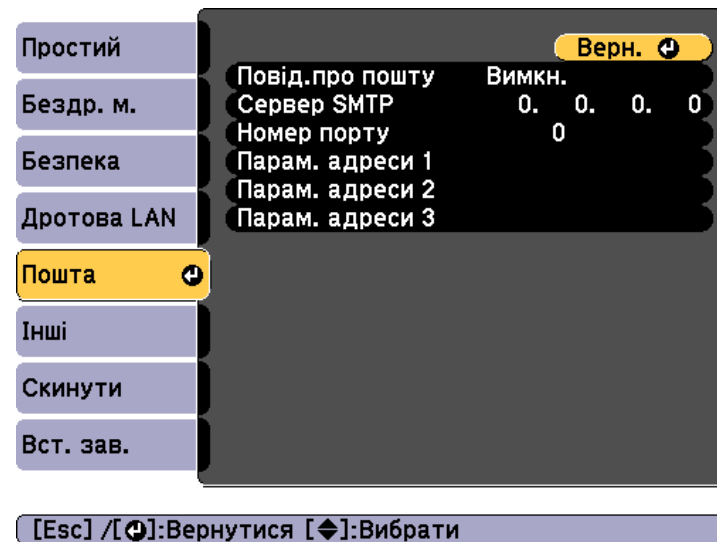 Простий
Бездр. м.
Безпека
Дротова LAN
Пошта
Інші
Скинути
Вст. зав.
Верн.
Повід.про пошту Вимкн.
Сервер SMTP 0. 0. 0. 0
Номер порту 0
Парам. адреси 1
Парам. адреси 2
Парам. адреси 3
[Esc] /[ ]:Вернутися [ ]:Вибрати